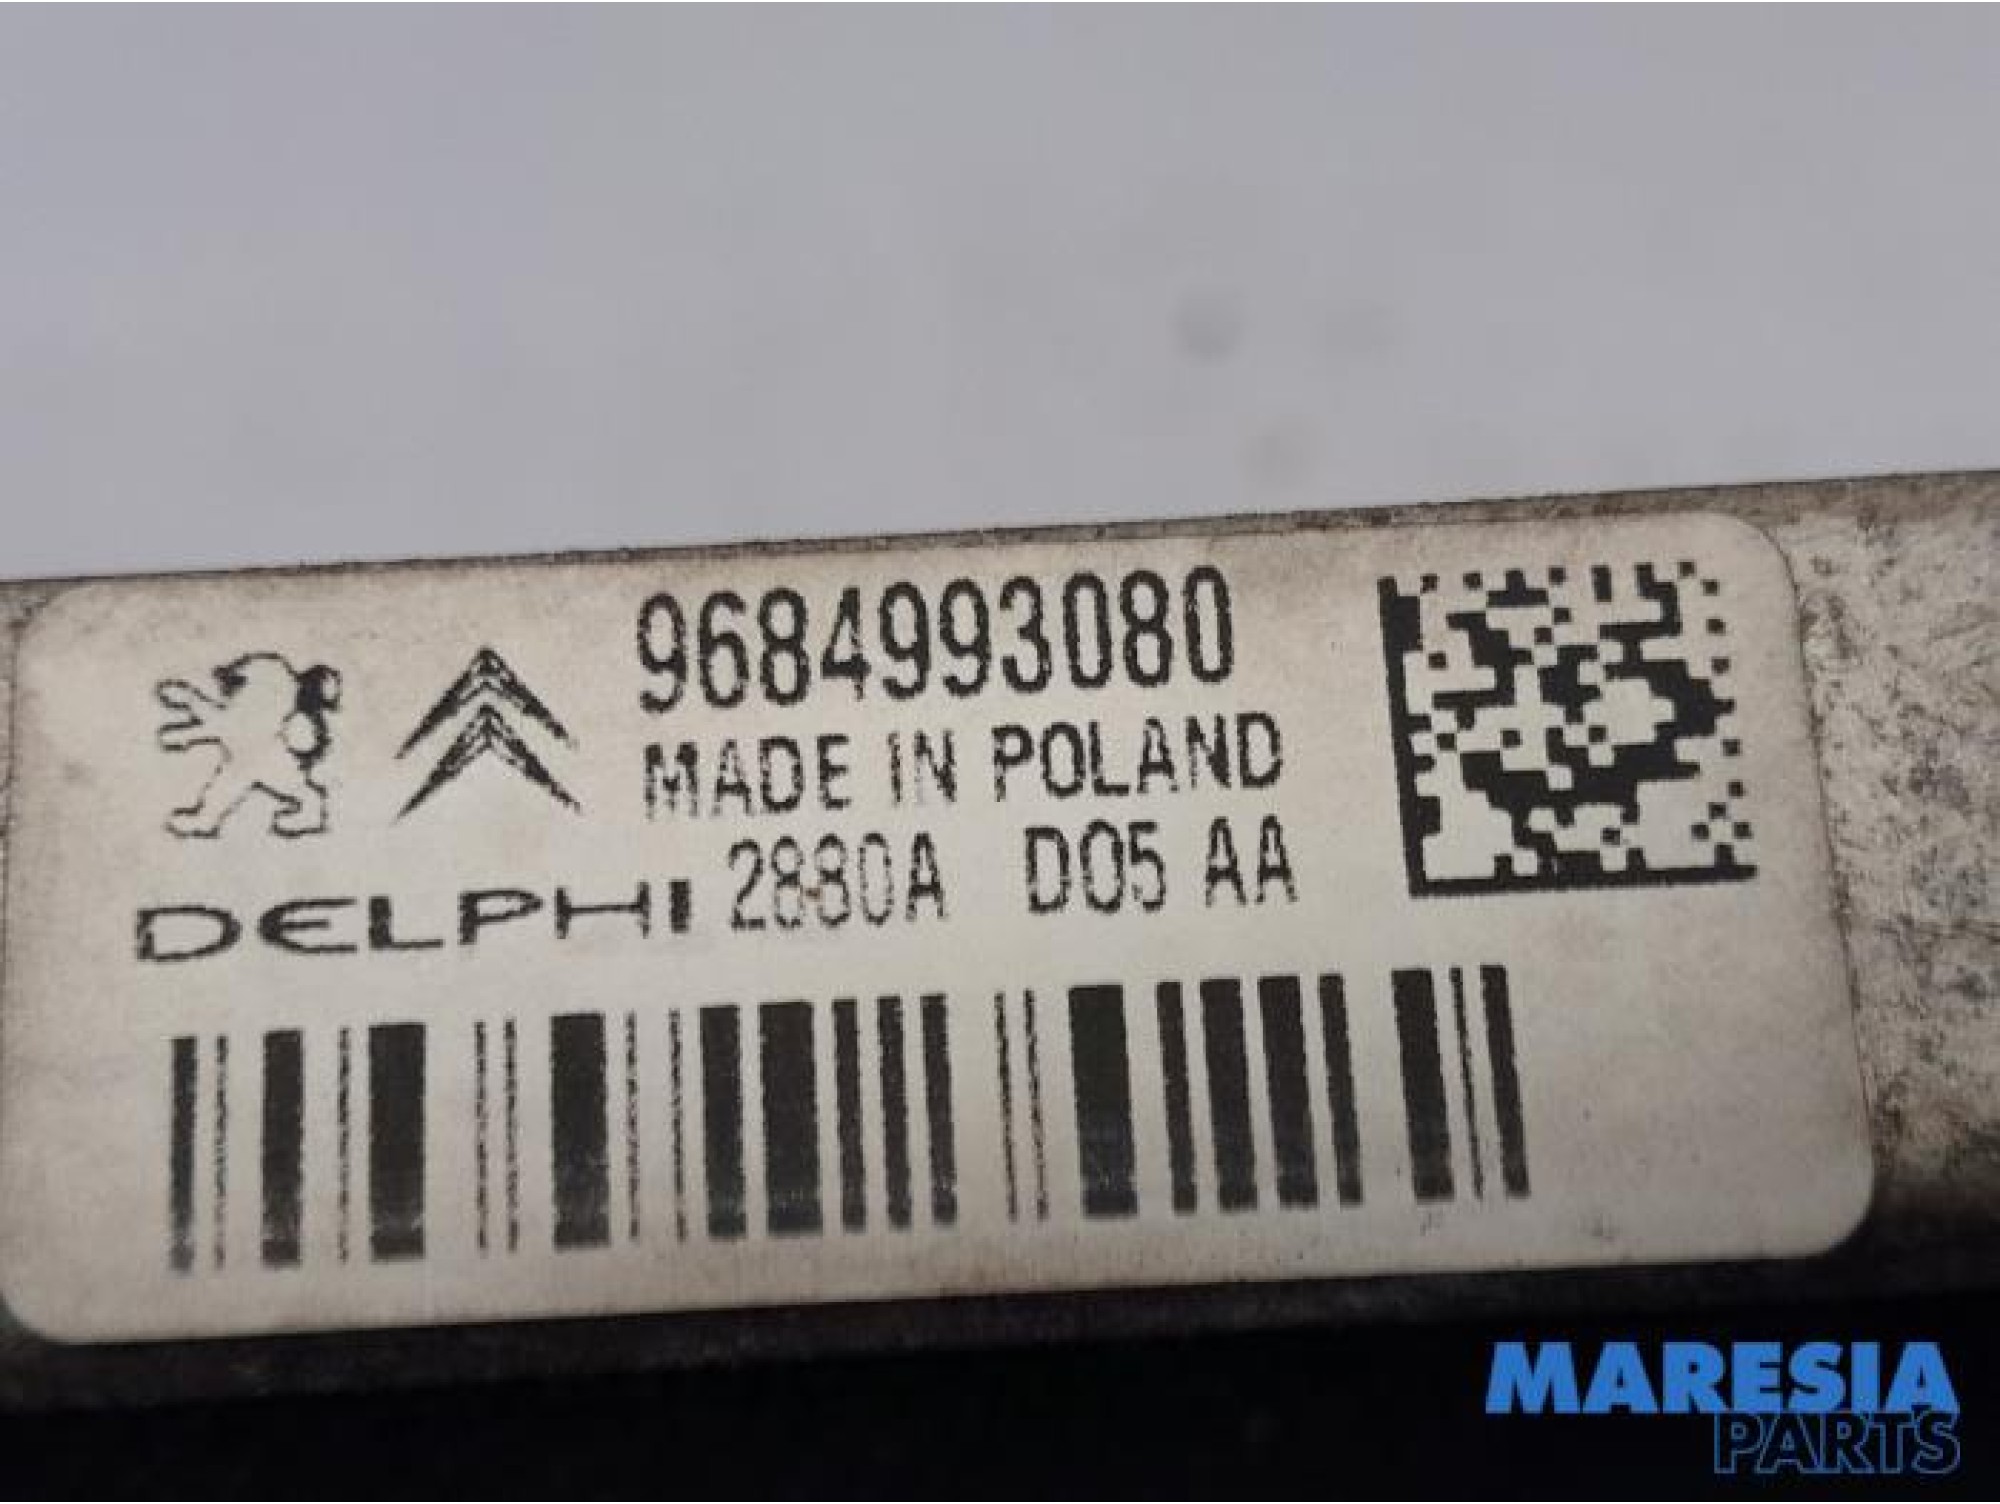 9684993080
MADE IN POLAND
DELPHI 2880A D05 AA
MARESIA
PARTS